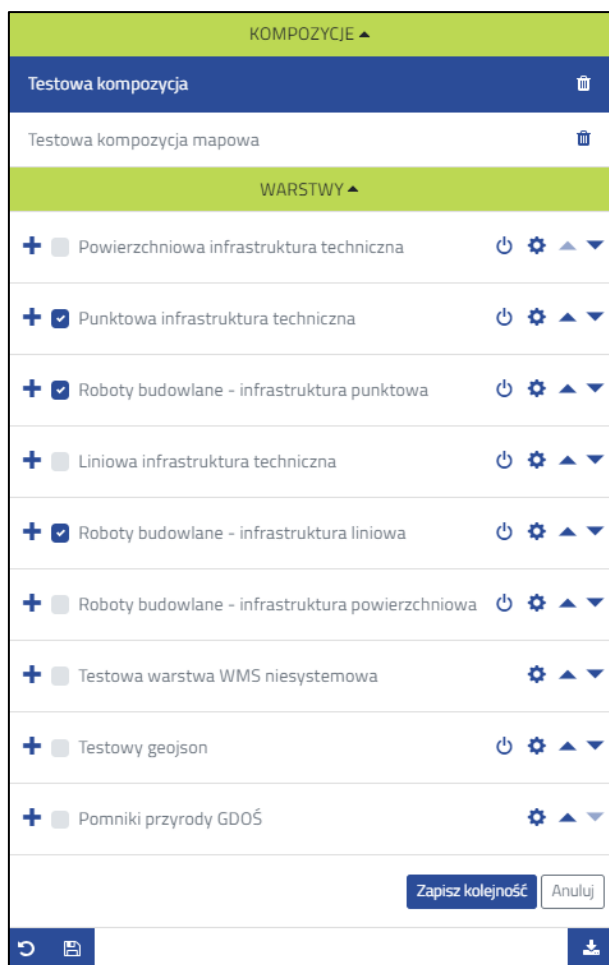 KOMPOZYCJE
Testowa kompozycja
Testowa kompozycja mapowa
WARSTWY
Powierzchniowa infrastruktura techniczna
Punktowa infrastruktura techniczna
Roboty budowlane - infrastruktura punktowa
Liniowa infrastruktura techniczna
Roboty budowlane - infrastruktura liniowa
Roboty budowlane - infrastruktura powierzchniowa
Testowa warstwa WMS niesystemowa
Testowy geojson
Pomniki przyrody GDOŚ
Zapisz kolejność Anuluj